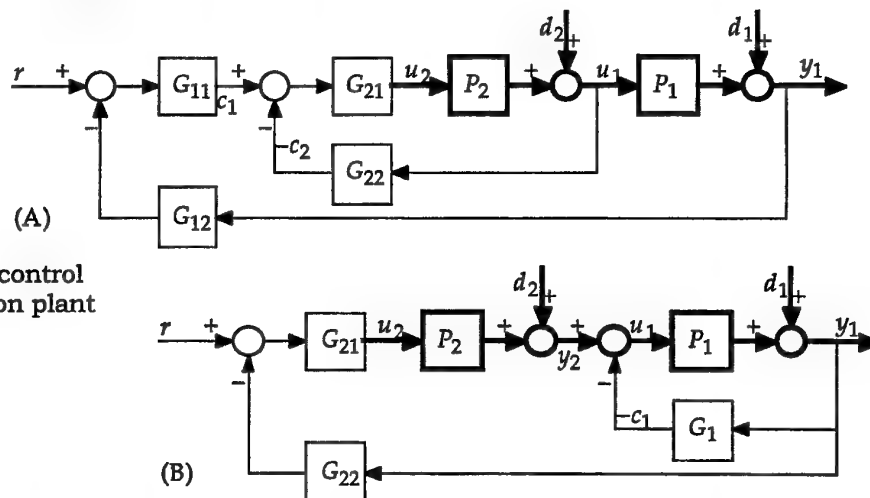 d₂ + d₁ +
r + G₁₁ + G₂₁ u₂ P₂ + u₁ P₁ + y₁
c₁
− − −c₂ G₂₂
(A) G₁₂
control
on plant
d₂ + d₁ +
r + G₂₁ u₂ P₂ + + u₁ P₁ + y₁
y₂
− − −c₁ G₁
(B) G₂₂